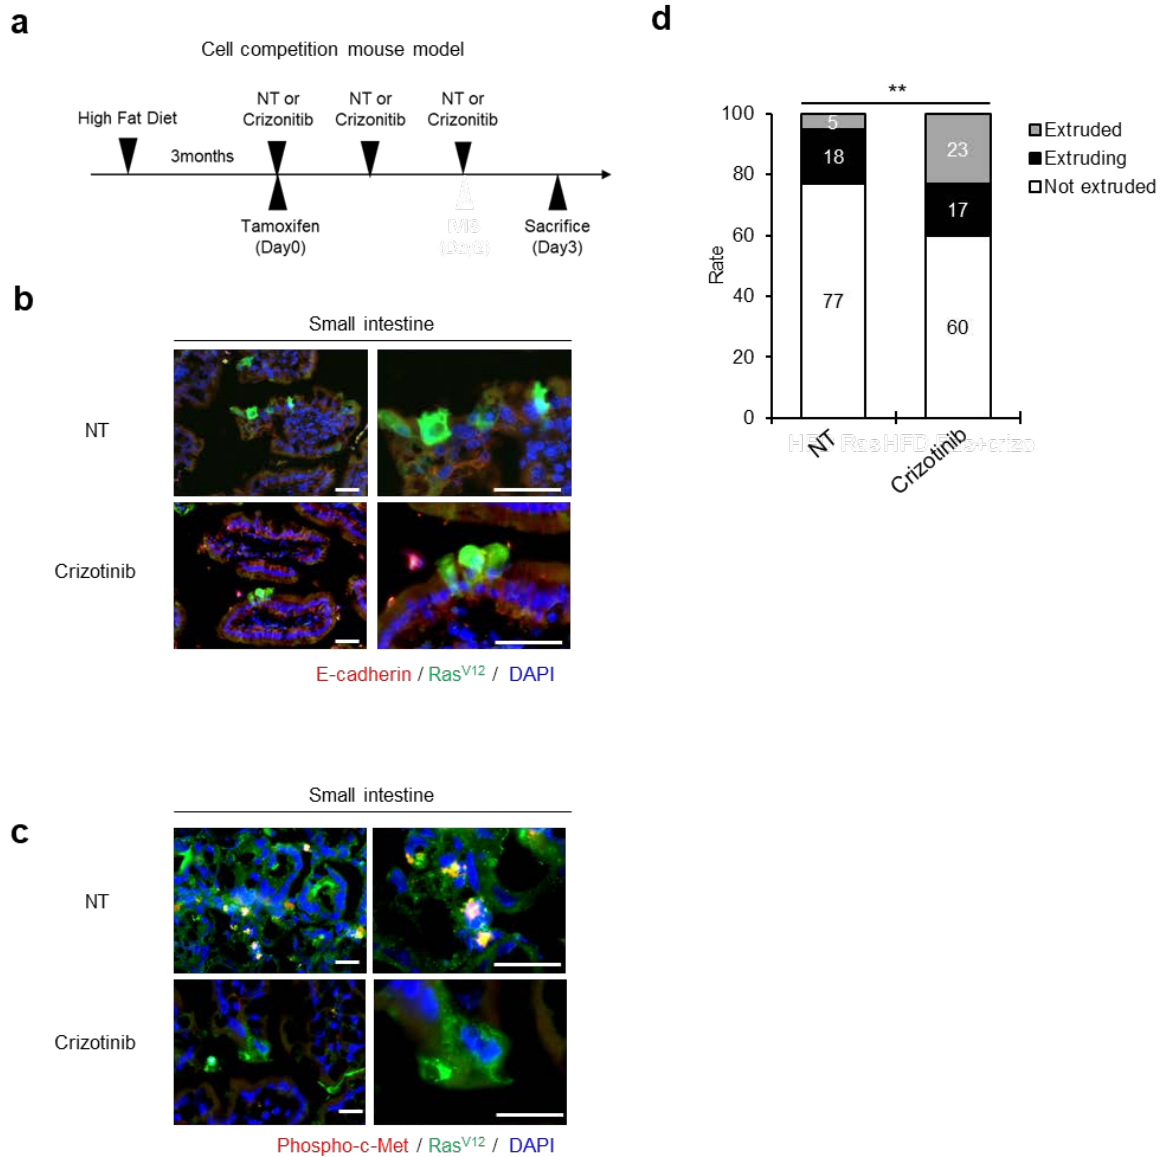 a
Cell competition mouse model
High Fat Diet
3months
NT or
Crizonitib
NT or
Crizonitib
NT or
Crizonitib
Tamoxifen
(Day0)
IVIS
(Day2)
Sacrifice
(Day3)
b
Small intestine
NT
Crizotinib
E-cadherin / RasV12 / DAPI
c
Small intestine
NT
Crizotinib
Phospho-c-Met / RasV12 / DAPI
d
**
Rate
100
80
60
40
20
0
5
18
77
23
17
60
Extruded
Extruding
Not extruded
NT
Crizotinib